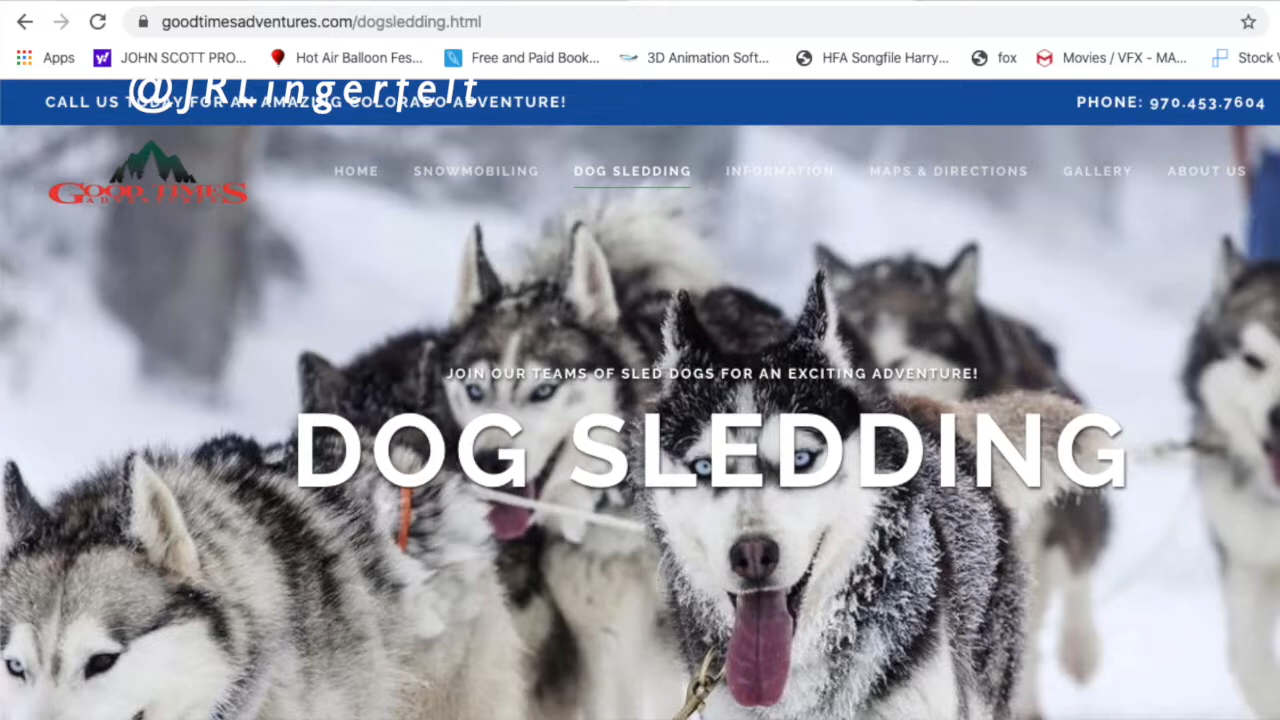 goodtimesadventures.com/dogsledding.html
Apps JOHN SCOTT PRO... Hot Air Balloon Fes... Free and Paid Book... 3D Animation Soft... HFA Songfile Harry... fox Movies / VFX - MA... Stock V
@JRLingerfelt
CALL US TODAY FOR AN AMAZING COLORADO ADVENTURE! PHONE: 970.453.7604
GOOD TIMES
ADVENTURES
HOME SNOWMOBILING DOG SLEDDING INFORMATION MAPS & DIRECTIONS GALLERY ABOUT US
JOIN OUR TEAMS OF SLED DOGS FOR AN EXCITING ADVENTURE!
DOG SLEDDING